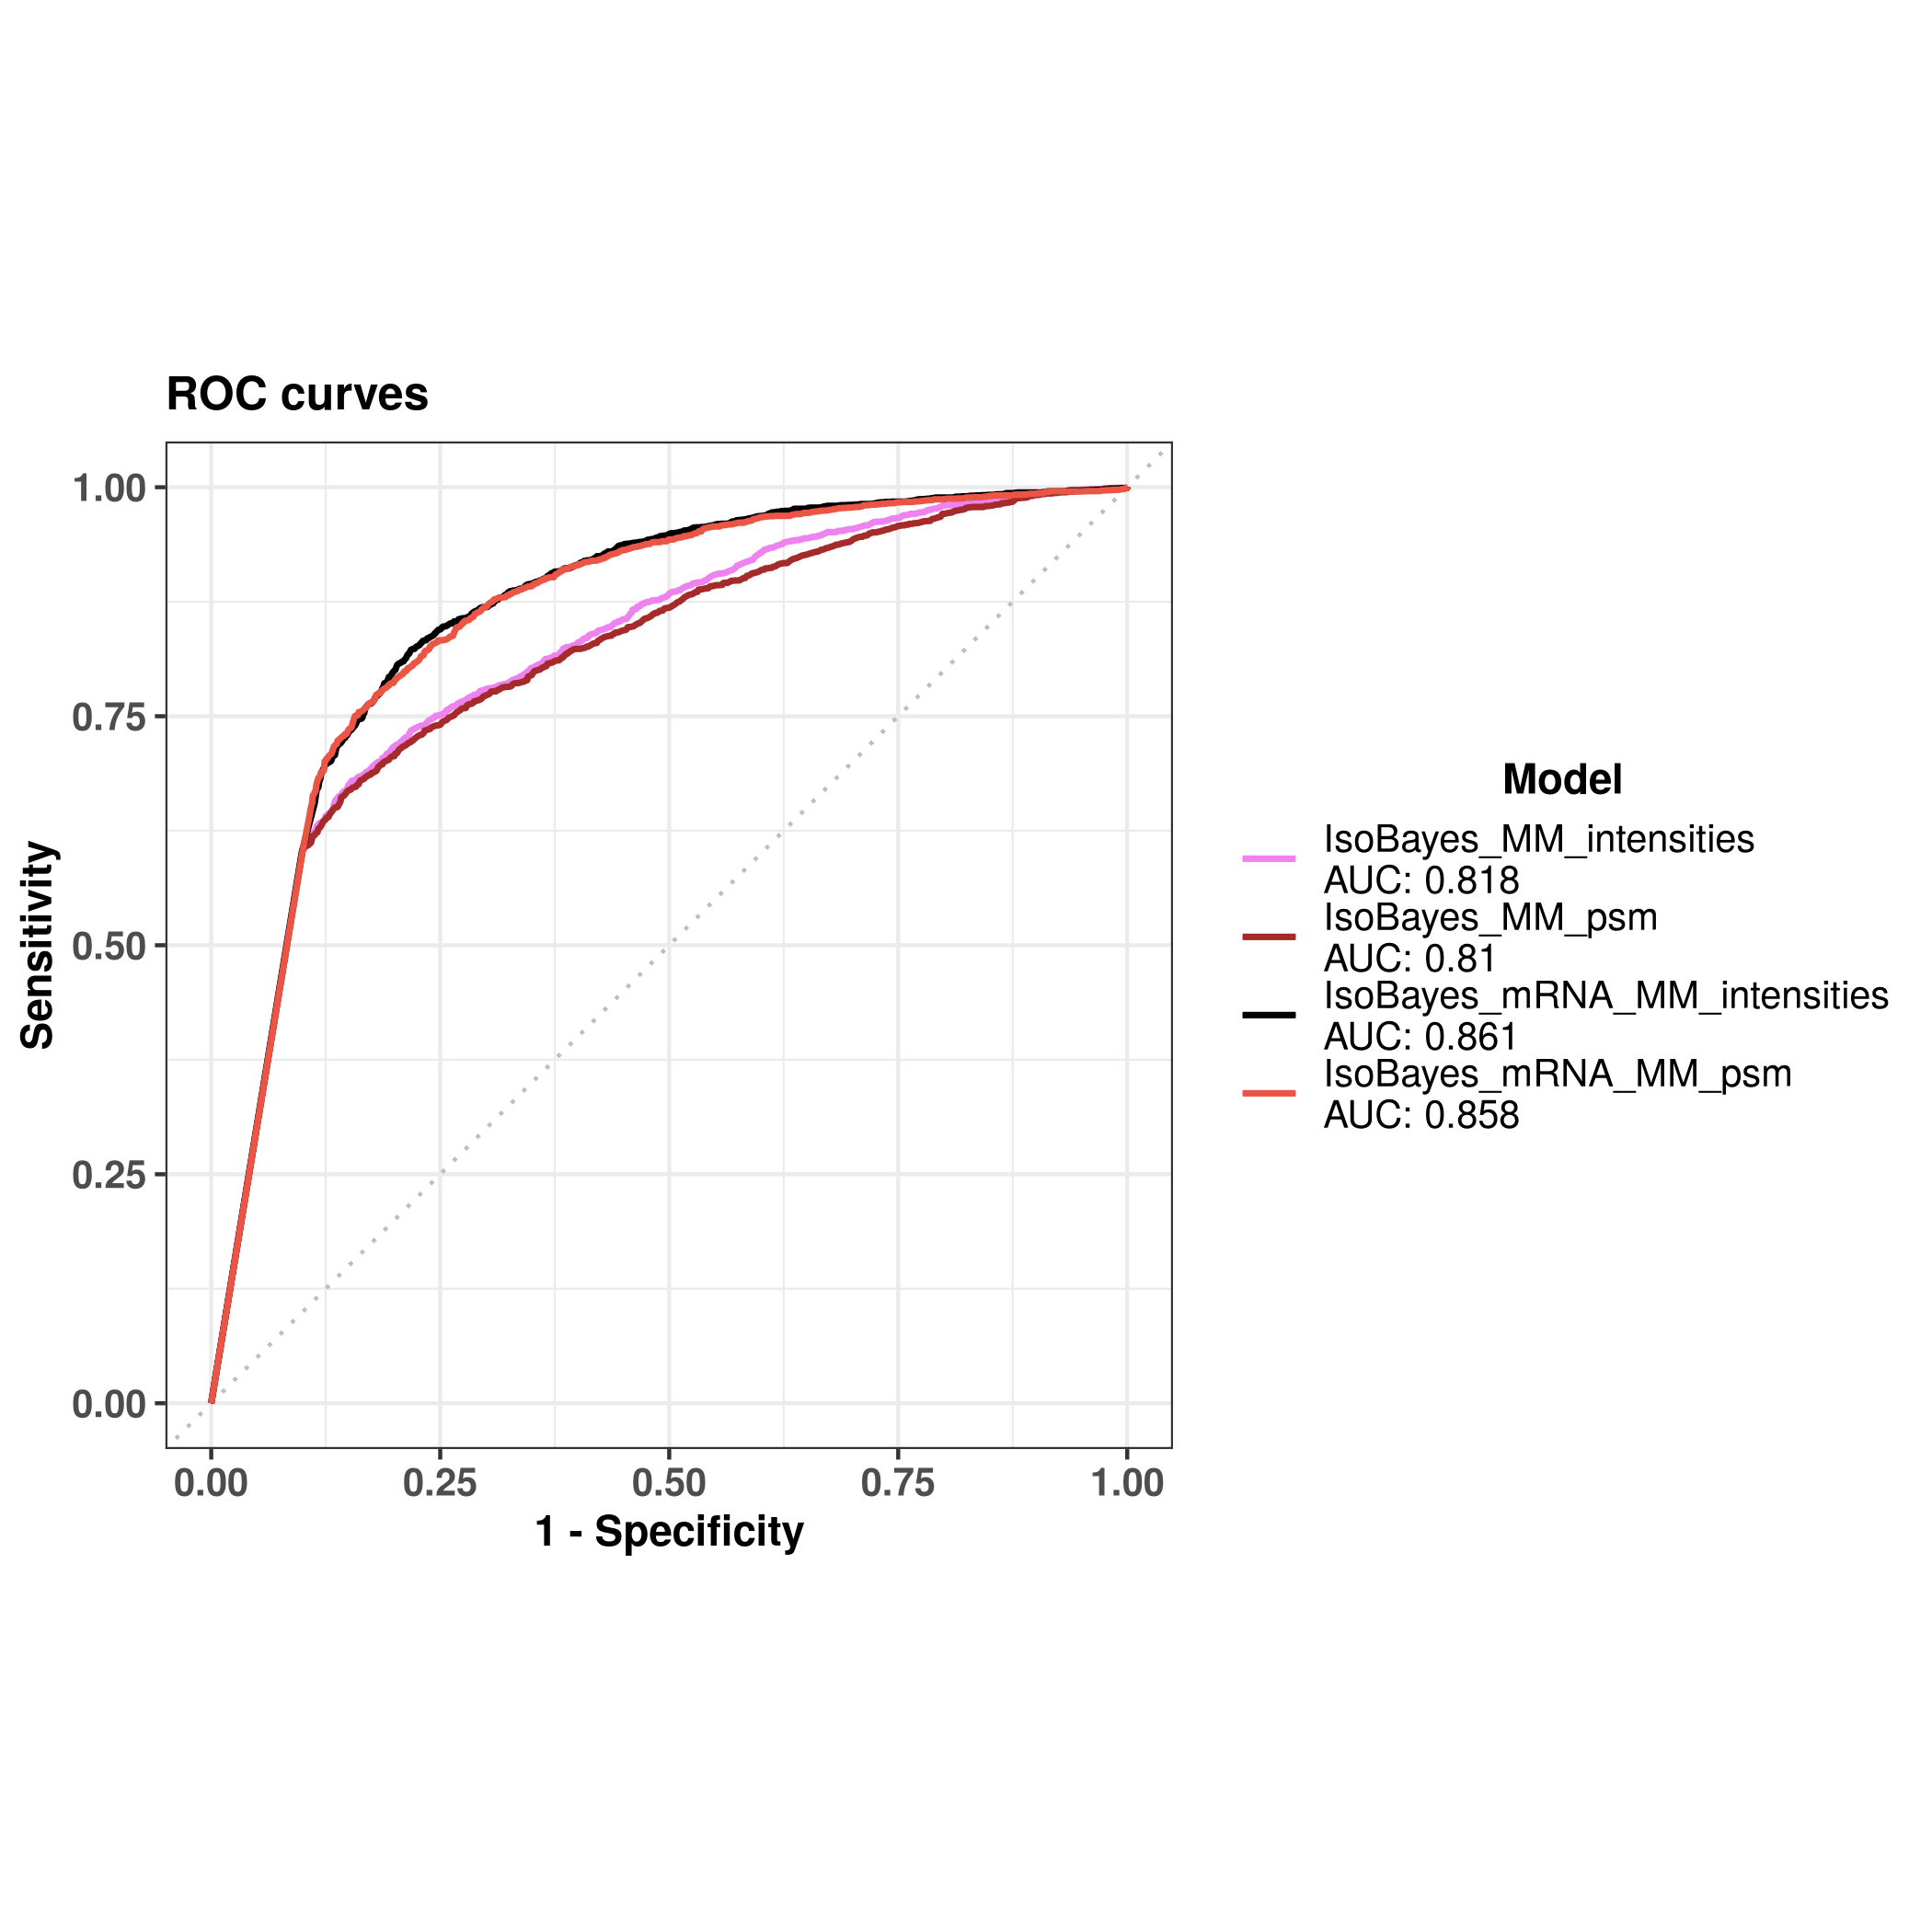 ROC curves
1.00
0.75
0.50
0.25
0.00
Sensitivity
0.00 0.25 0.50 0.75 1.00
1 - Specificity
Model
IsoBayes_MM_intensities
AUC: 0.818
IsoBayes_MM_psm
AUC: 0.81
IsoBayes_mRNA_MM_intensities
AUC: 0.861
IsoBayes_mRNA_MM_psm
AUC: 0.858